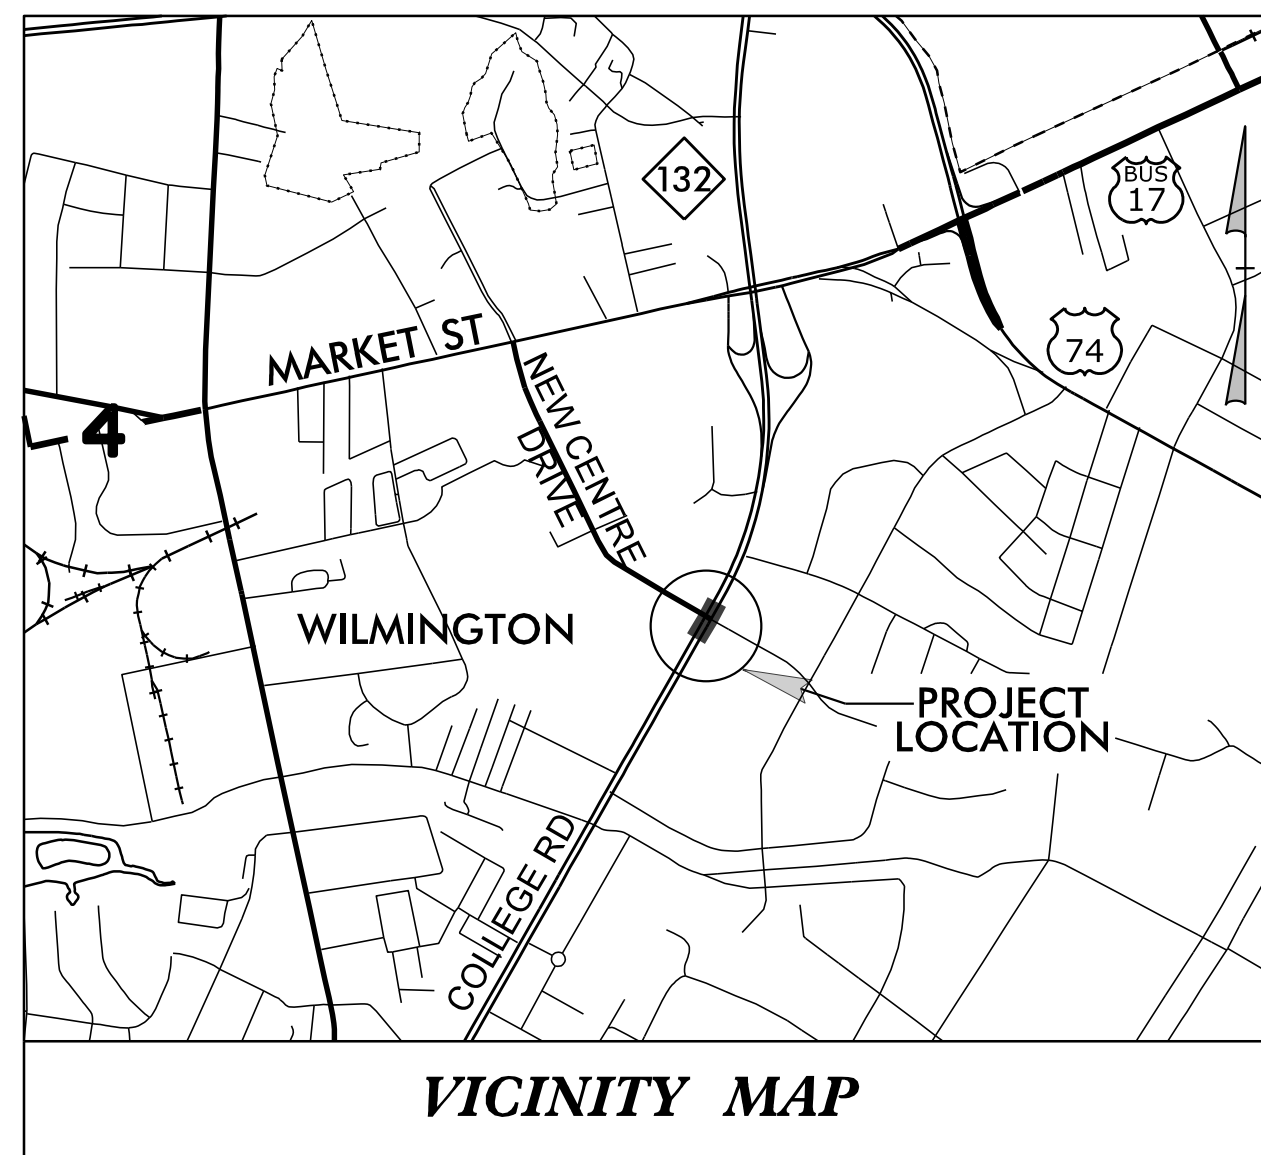 132
BUS
17
74
MARKET ST
NEW CENTRE
DRIVE
4
WILMINGTON
PROJECT
LOCATION
COLLEGE RD
VICINITY MAP